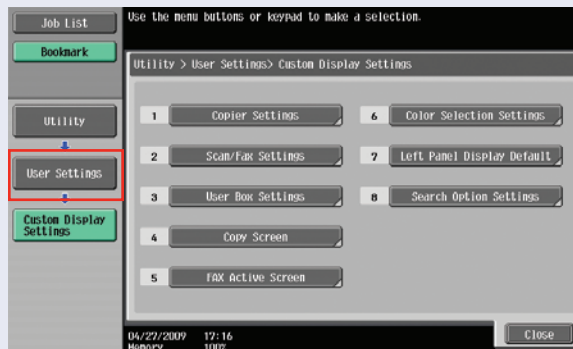 Job List
Bookmark
Utility
User Settings
Custom Display
Settings
Use the menu buttons or keypad to make a selection.
Utility > User Settings> Custom Display Settings
1 Copier Settings
2 Scan/Fax Settings
3 User Box Settings
4 Copy Screen
5 FAX Active Screen
6 Color Selection Settings
7 Left Panel Display Default
8 Search Option Settings
04/27/2009 17:16
Memory 100%
Close